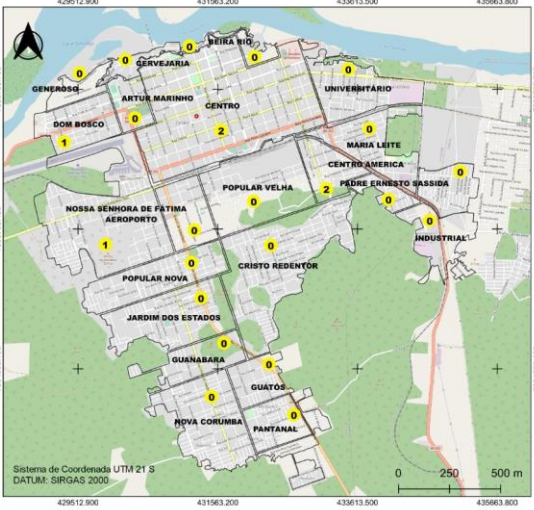 429512.900 431563.200 433613.500 435663.800
BEIRA RIO
0
0
CERVEJARIA
0
0
0
GENEROSO
ARTUR MARINHO
CENTRO
UNIVERSITÁRIO
DOM BOSCO
0
2
0
1
MARIA LEITE
CENTRO AMERICA
0
POPULAR VELHA
2
PADRE ERNESTO SASSIDA
0
0
NOSSA SENHORA DE FÁTIMA
AEROPORTO
0
0
INDUSTRIAL
1
0
0
CRISTO REDENTOR
POPULAR NOVA
0
JARDIM DOS ESTADOS
0
GUANABARA
0
GUATÓS
0
NOVA CORUMBA
0
PANTANAL
Sistema de Coordenada UTM 21 S
DATUM: SIRGAS 2000
0 250 500 m
429512.900 431563.200 433613.500 435663.800